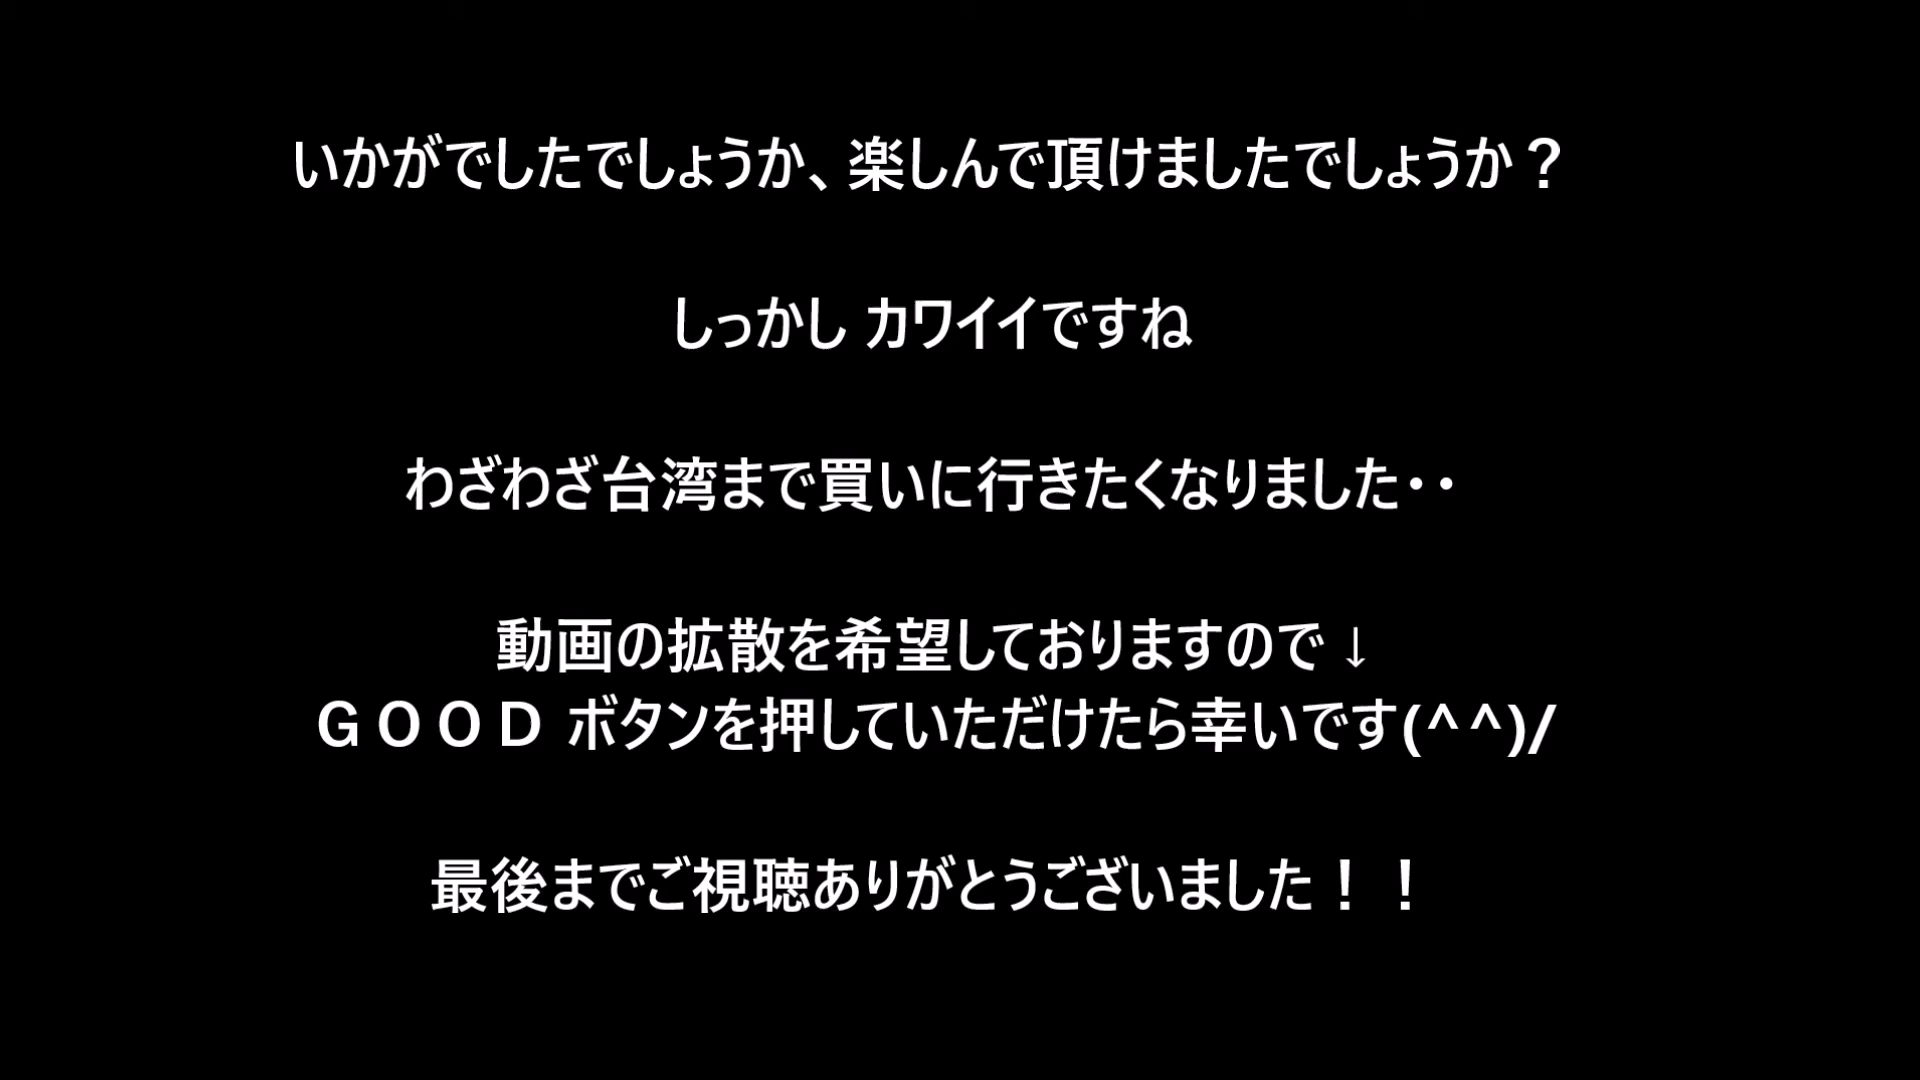 いかがでしたでしょうか、楽しんで頂けましたでしょうか？
しっかし カワイイですね
わざわざ台湾まで買いに行きたくなりました・・
動画の拡散を希望しておりますので↓
ＧＯＯＤ ボタンを押していただけたら幸いです(^^)/
最後までご視聴ありがとうございました！！